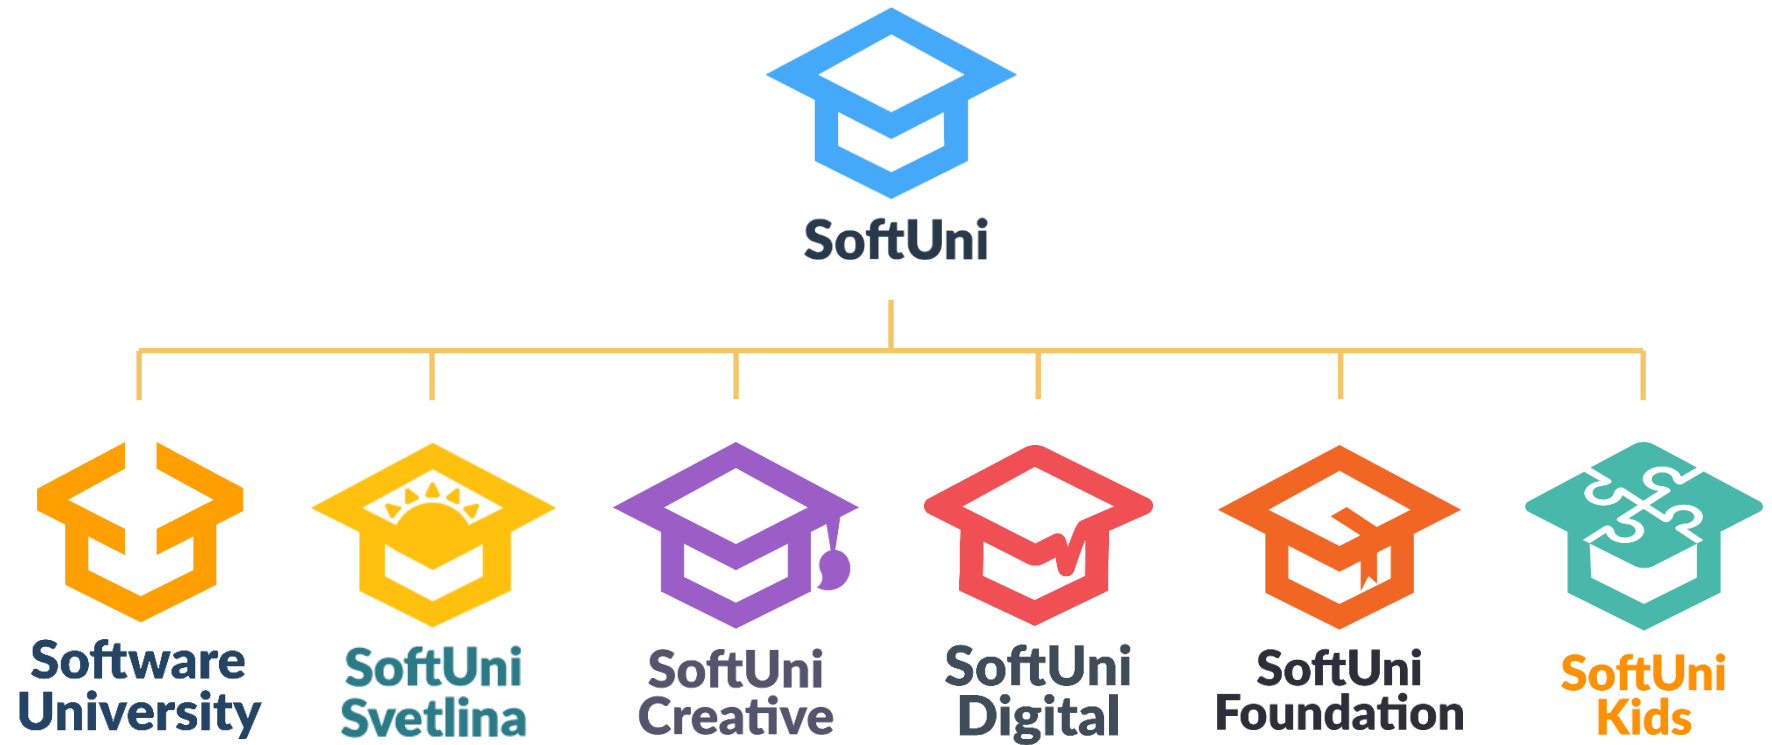 SoftUni
Software
University
SoftUni
Svetlina
SoftUni
Creative
SoftUni
Digital
SoftUni
Foundation
SoftUni
Kids